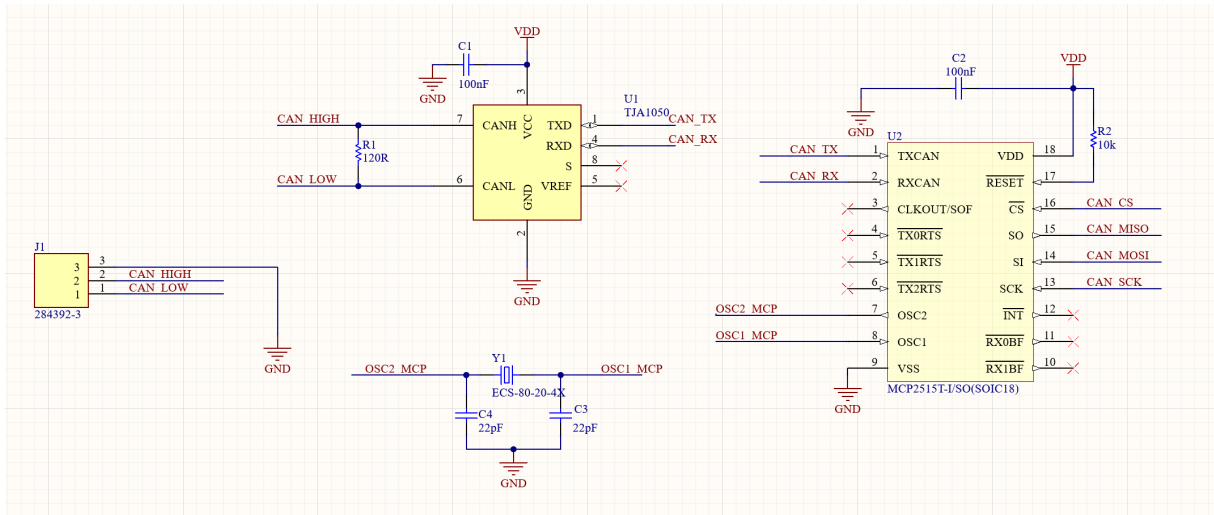 VDD
C1
100nF
GND
3
U1
TJA1050
CAN_HIGH
7
CANH
VCC
TXD
1
CAN_TX
R1
120R
RXD
4
CAN_RX
S
8
CAN_LOW
6
CANL
GND
VREF
5
2
GND
J1
3
3
2
2
CAN_HIGH
1
1
CAN_LOW
284392-3
GND
OSC2_MCP
Y1
OSC1_MCP
ECS-80-20-4X
C4
22pF
C3
22pF
GND
C2
100nF
VDD
GND
R2
10k
U2
CAN_TX
1
TXCAN
VDD
18
CAN_RX
2
RXCAN
RESET
17
3
CLKOUT/SOF
CS
16
CAN_CS
4
TX0RTS
SO
15
CAN_MISO
5
TX1RTS
SI
14
CAN_MOSI
6
TX2RTS
SCK
13
CAN_SCK
OSC2_MCP
7
OSC2
INT
12
OSC1_MCP
8
OSC1
RX0BF
11
9
VSS
RX1BF
10
GND
MCP2515T-I/SO(SOIC18)